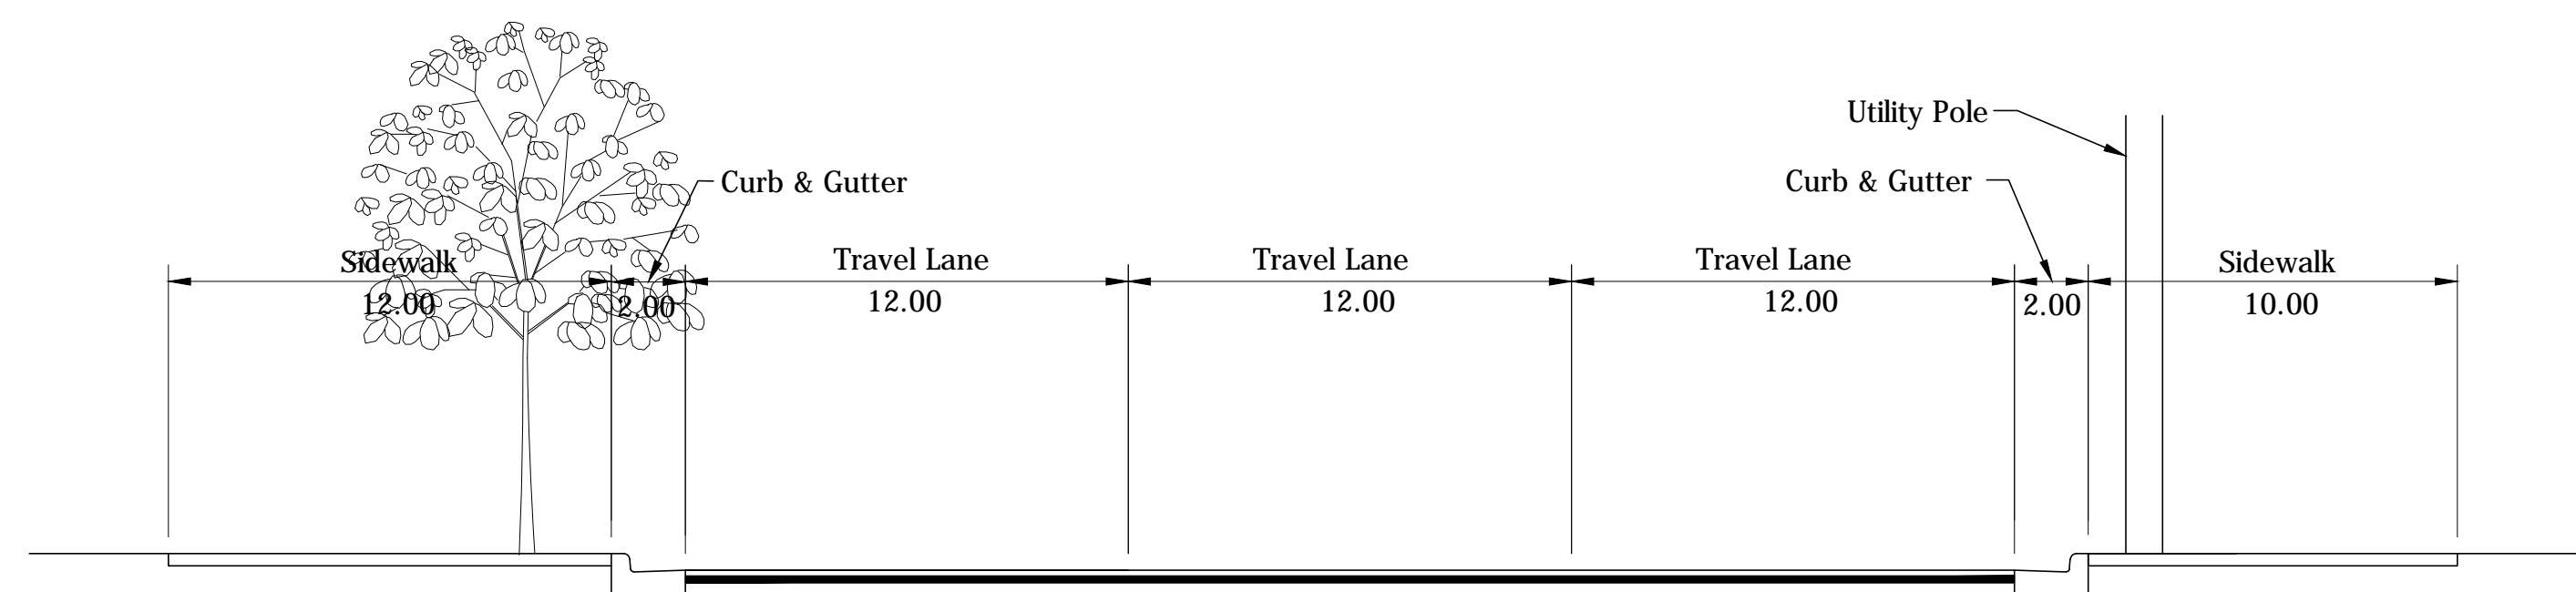 Utility Pole
Curb & Gutter
Curb & Gutter
Sidewalk
Travel Lane
Travel Lane
Travel Lane
Sidewalk
12.00
2.00
12.00
12.00
12.00
2.00
10.00